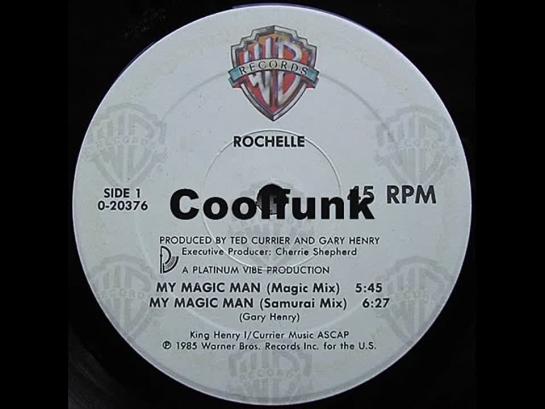 WB
RECORDS
ROCHELLE
SIDE 1
0-20376
45 RPM
Coolfunk
PRODUCED BY TED CURRIER AND GARY HENRY
Executive Producer: Cherrie Shepherd
A PLATINUM VIBE PRODUCTION
MY MAGIC MAN (Magic Mix) 5:45
MY MAGIC MAN (Samurai Mix) 6:27
(Gary Henry)
King Henry I/Currier Music ASCAP
℗ 1985 Warner Bros. Records Inc. for the U.S.